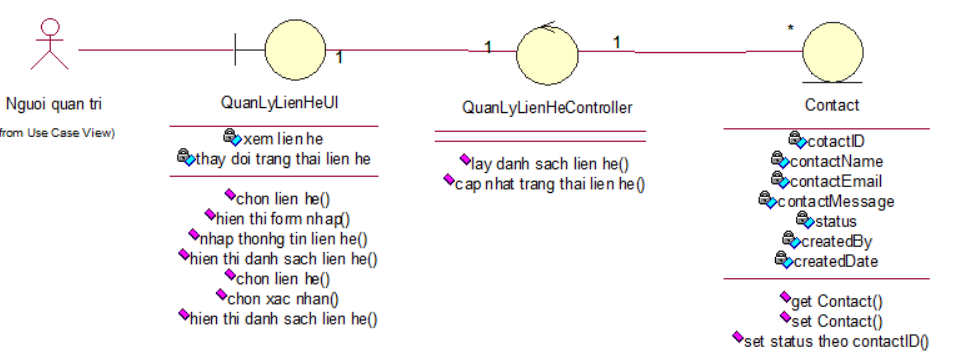 1
1
1
*
Nguoi quan tri
from Use Case View)
QuanLyLienHeUI
xem lien he
thay doi trang thai lien he
chon lien he()
hien thi form nhap()
nhap thonhg tin lien he()
hien thi danh sach lien he()
chon lien he()
chon xac nhan()
hien thi danh sach lien he()
QuanLyLienHeController
lay danh sach lien he()
cap nhat trang thai lien he()
Contact
cotactID
contactName
contactEmail
contactMessage
status
createdBy
createdDate
get Contact()
set Contact()
set status theo contactID()